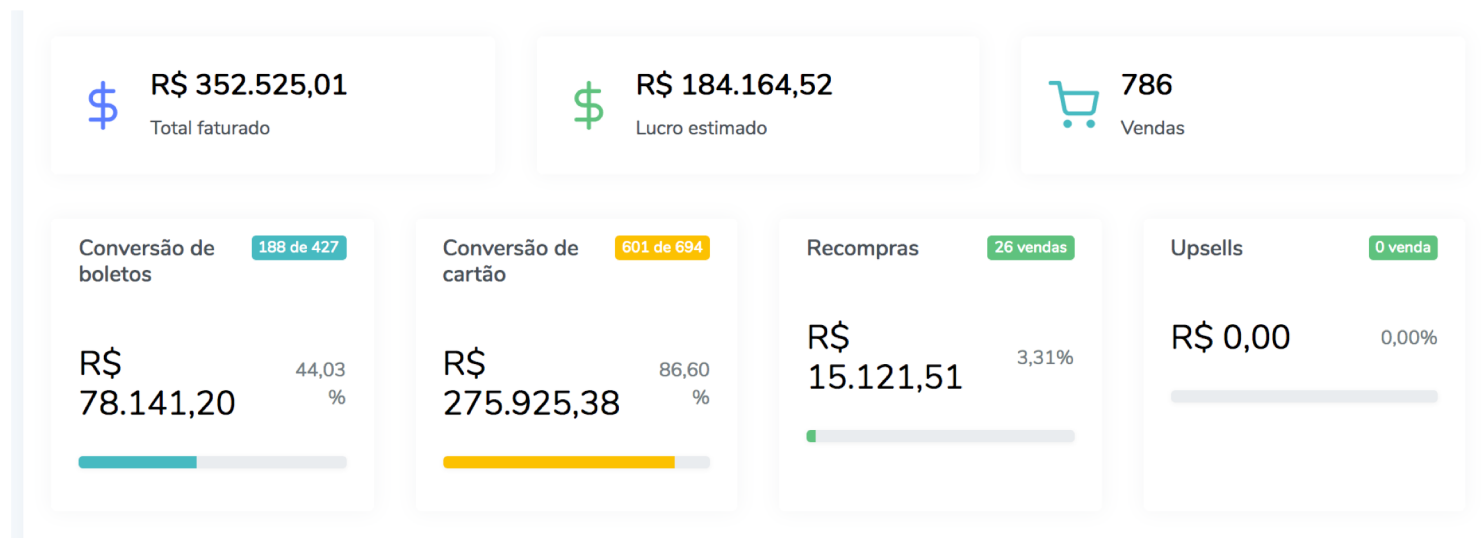 R$ 352.525,01
Total faturado
R$ 184.164,52
Lucro estimado
786
Vendas
Conversão de
boletos
188 de 427
R$
78.141,20
44,03
%
Conversão de
cartão
601 de 694
R$
275.925,38
86,60
%
Recompras
26 vendas
R$
15.121,51
3,31%
Upsells
0 venda
R$ 0,00
0,00%